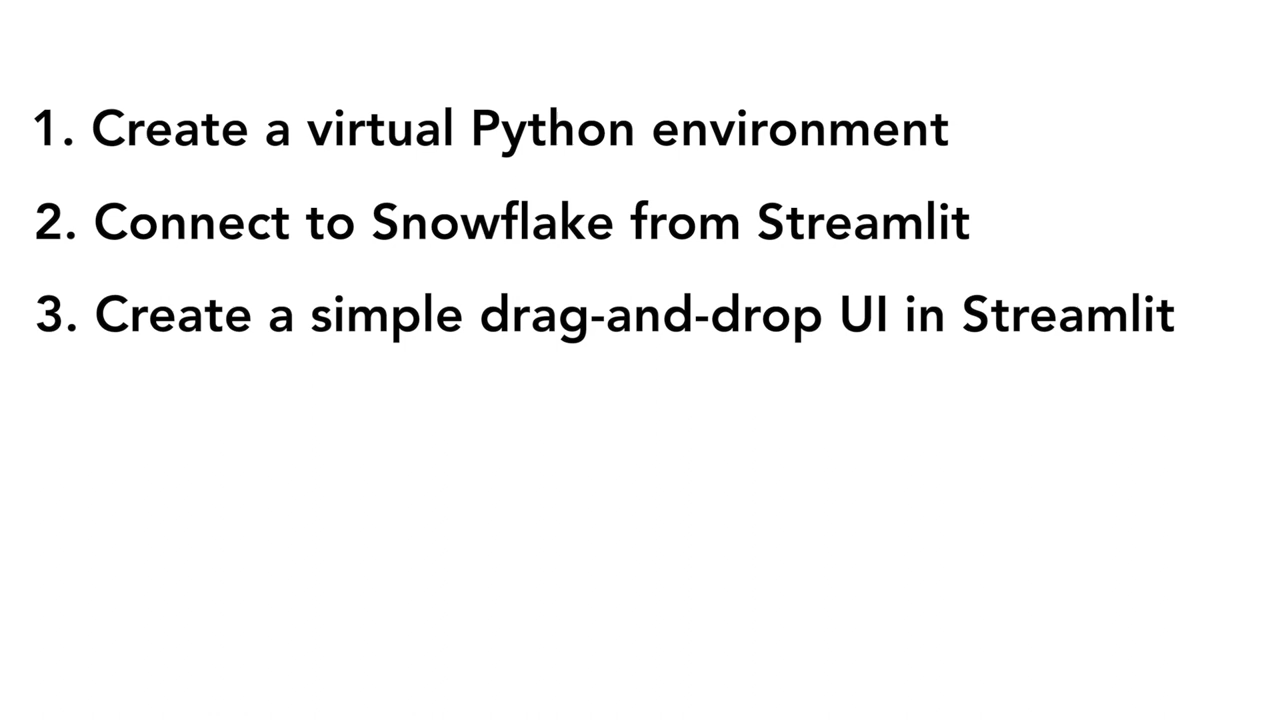 1. Create a virtual Python environment
2. Connect to Snowflake from Streamlit
3. Create a simple drag-and-drop UI in Streamlit